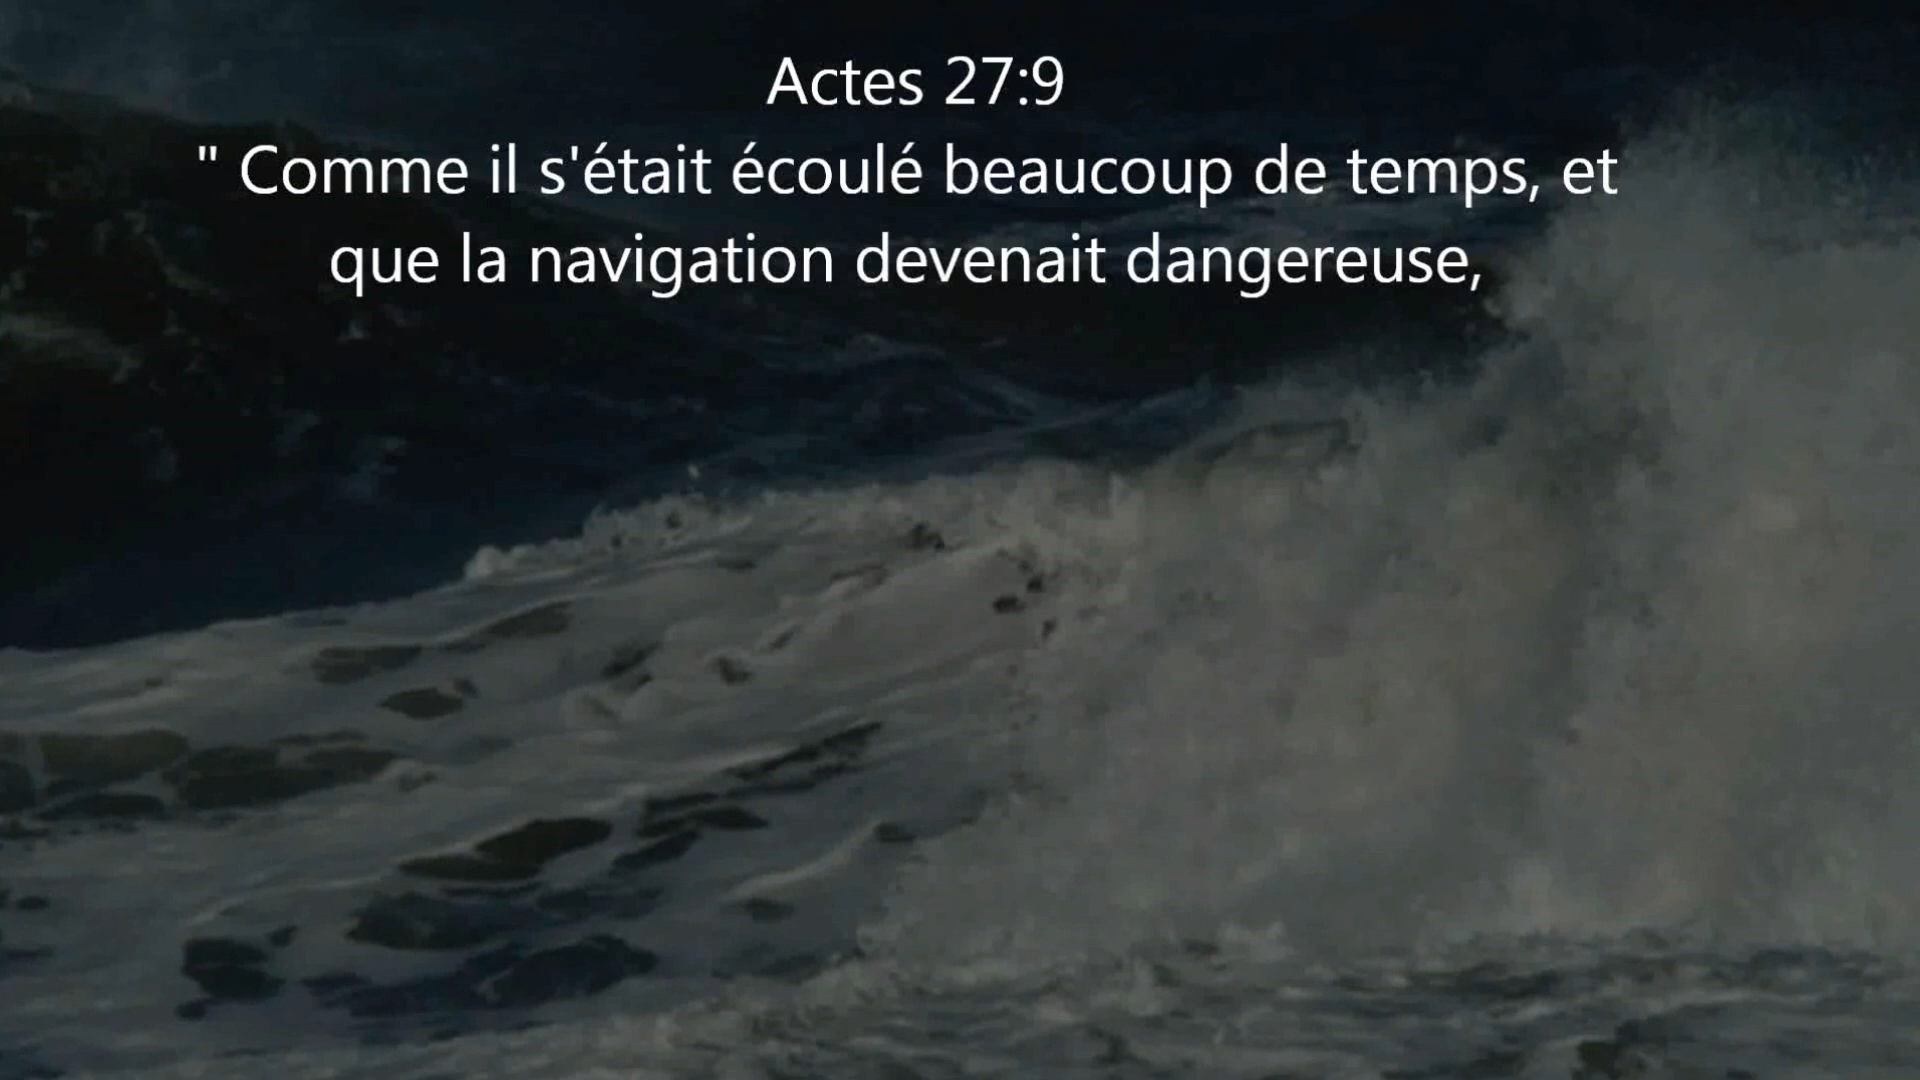 Actes 27:9
" Comme il s'était écoulé beaucoup de temps, et
que la navigation devenait dangereuse,